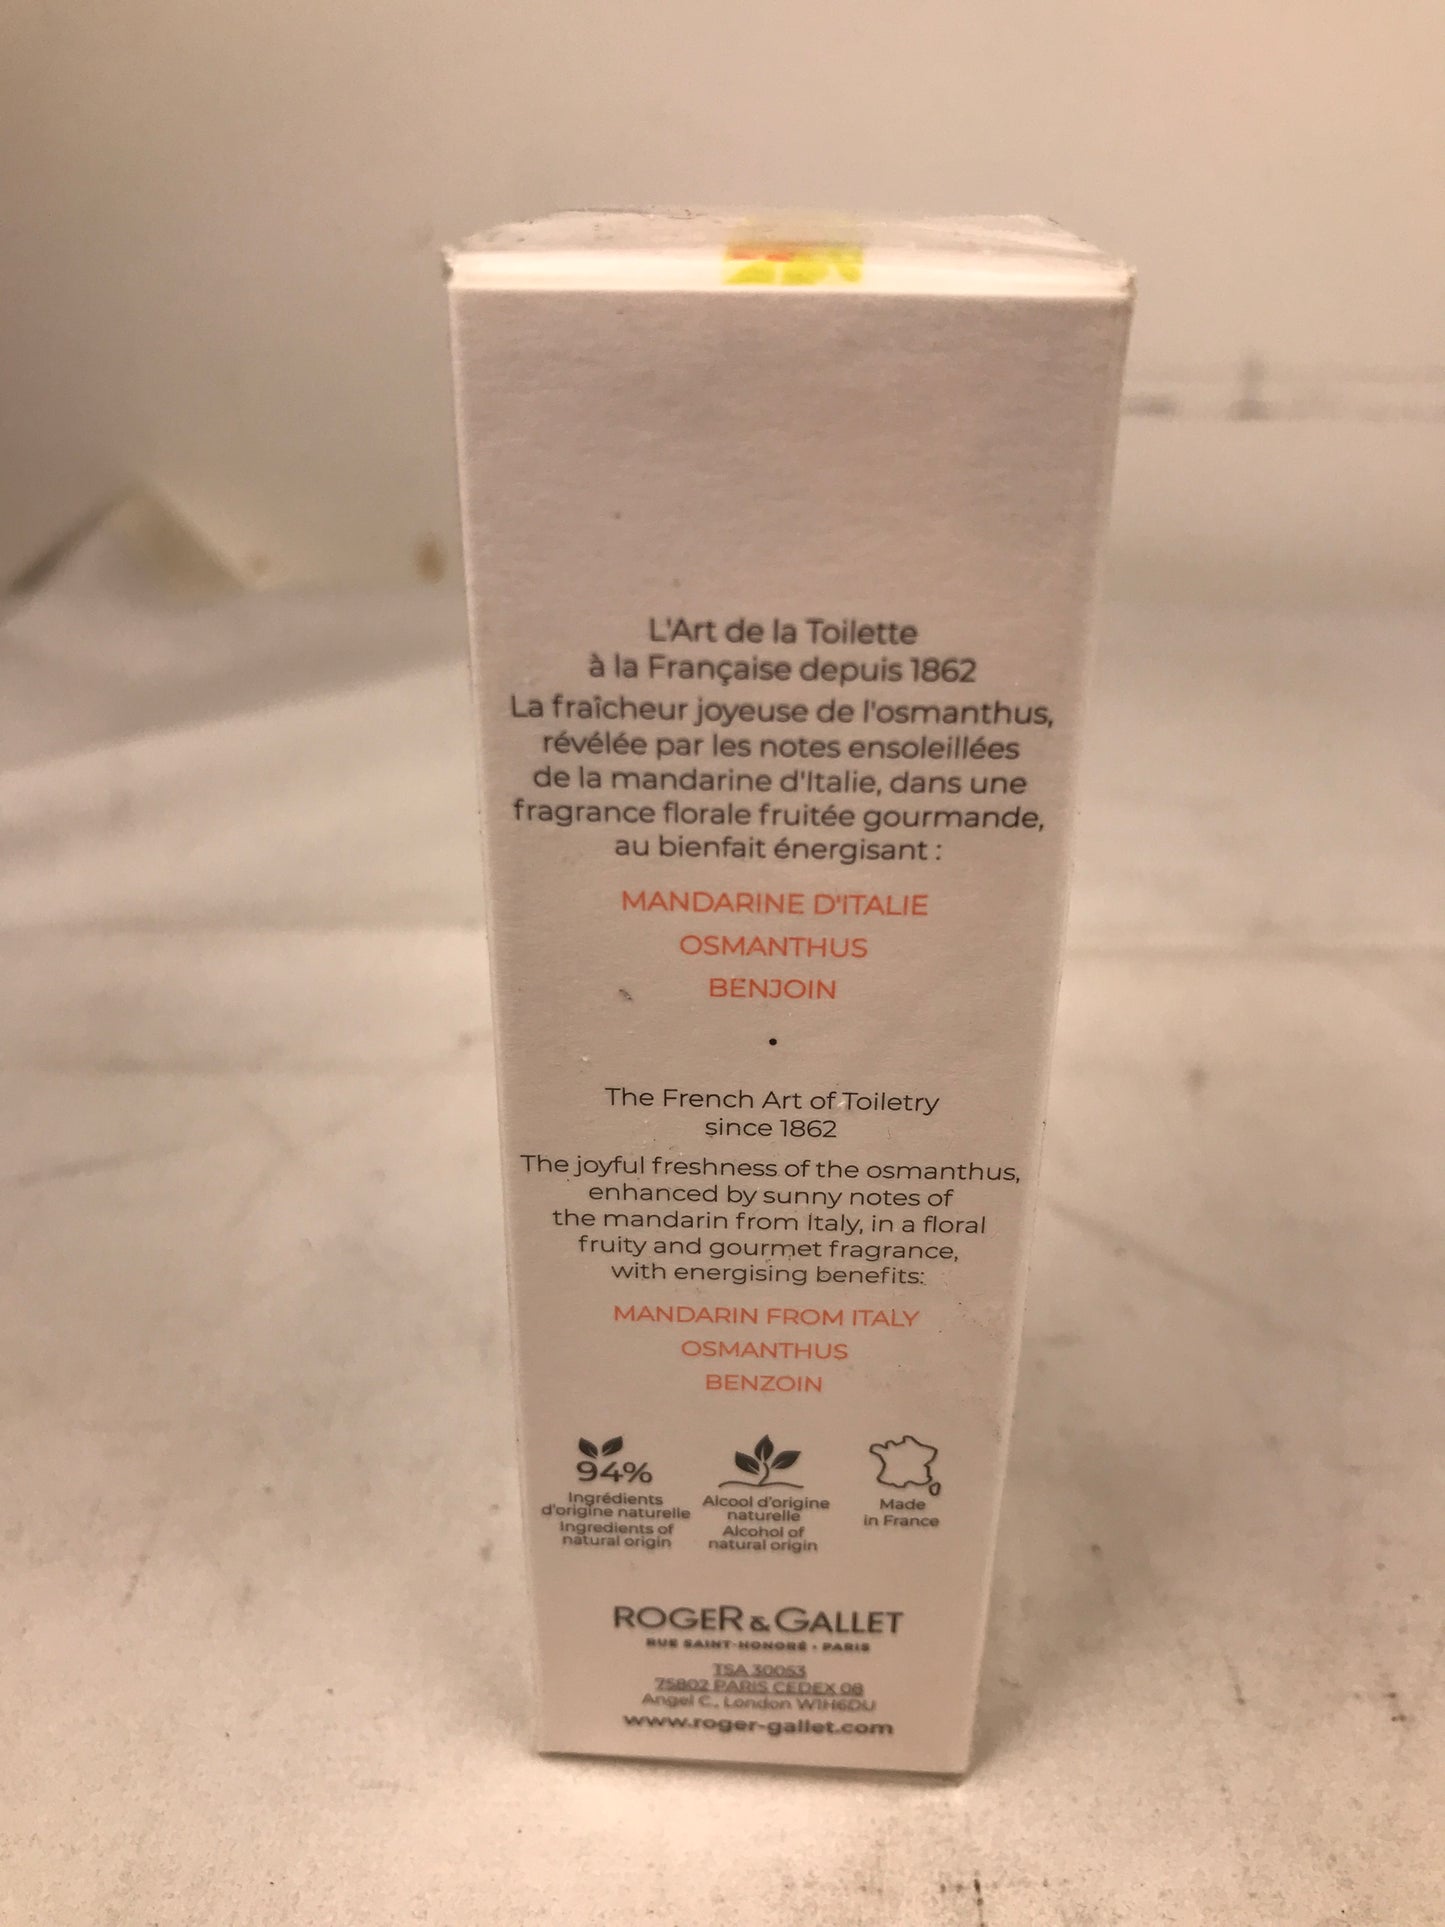 L'Art de la Toilette
à la Française depuis 1862
La fraîcheur joyeuse de l'osmanthus,
révélée par les notes ensoleillées
de la mandarine d'Italie, dans une
fragrance florale fruitée gourmande,
au bienfait énergisant :
MANDARINE D'ITALIE
OSMANTHUS
BENJOIN
•
The French Art of Toiletry
since 1862
The joyful freshness of the osmanthus,
enhanced by sunny notes of
the mandarin from Italy, in a floral
fruity and gourmet fragrance,
with energising benefits:
MANDARIN FROM ITALY
OSMANTHUS
BENZOIN
94%
Ingrédients
d'origine naturelle
Ingredients of
natural origin
Alcool d'origine
naturelle
Alcohol of
natural origin
Made
in France
ROGER & GALLET
RUE SAINT-HONORÉ • PARIS
TSA 30053
75802 PARIS CEDEX 08
Angel C., London W1H6DU
www.roger-gallet.com